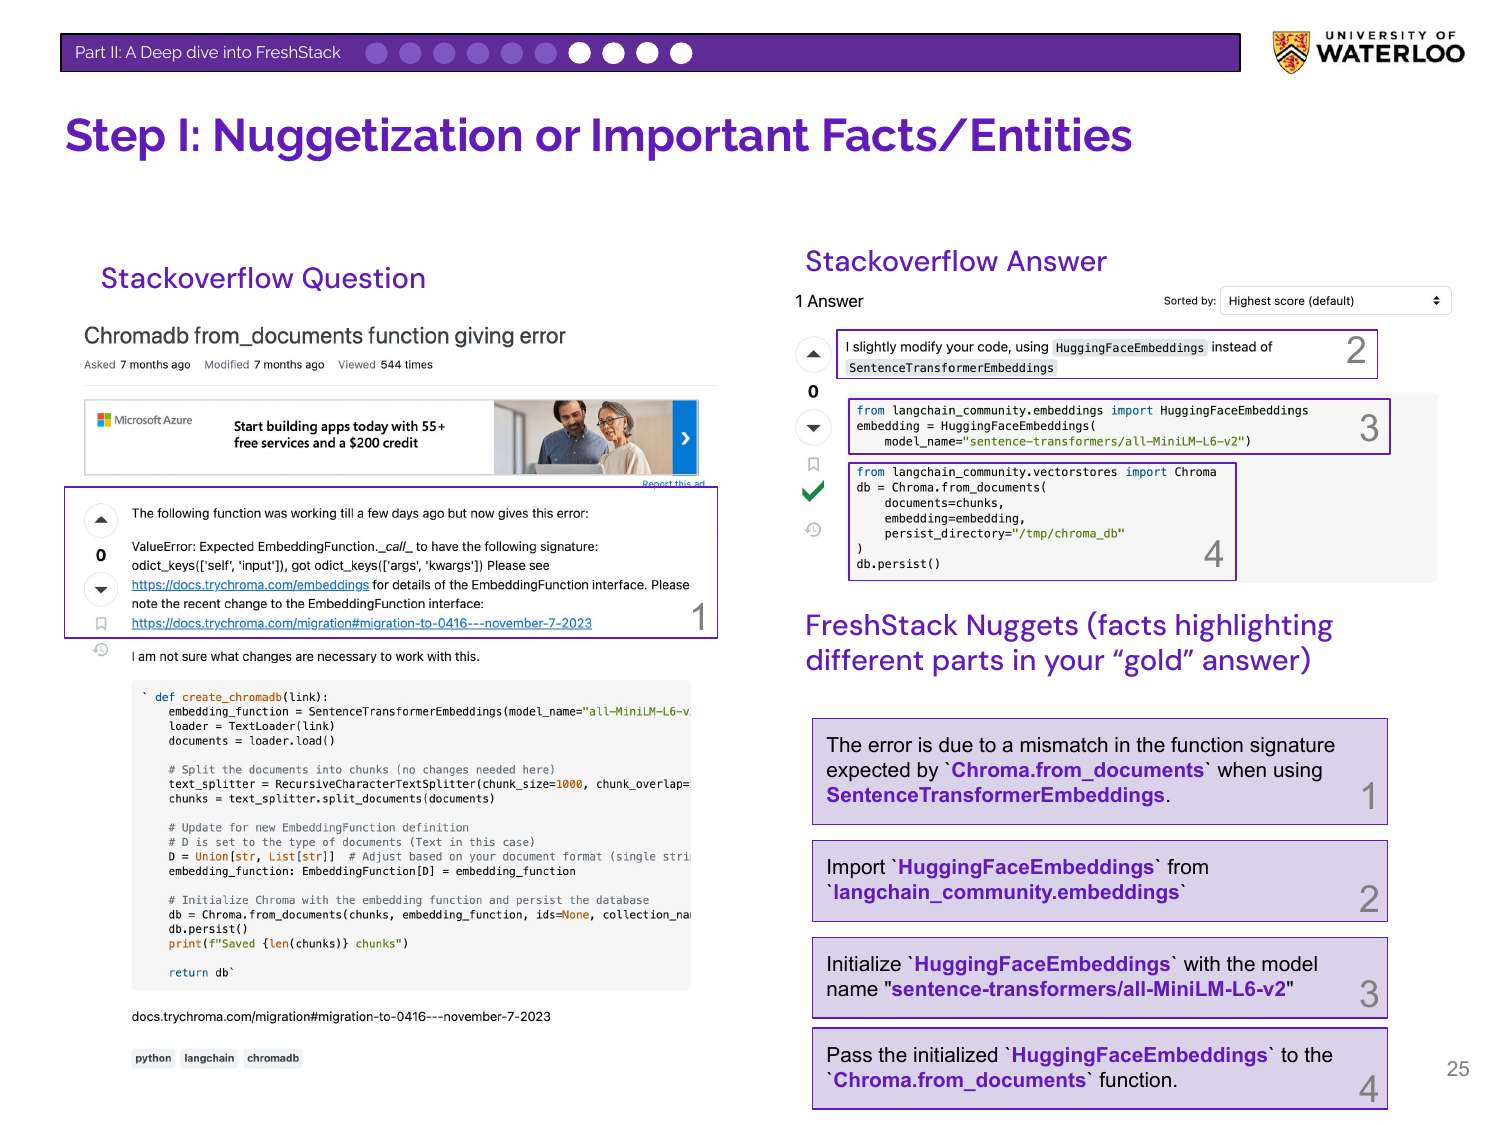 Part II: A Deep dive into FreshStack
UNIVERSITY OF
WATERLOO
Step I: Nuggetization or Important Facts/Entities
Stackoverflow Question
Chromadb from_documents function giving error
Asked 7 months ago Modified 7 months ago Viewed 544 times
Microsoft Azure
Start building apps today with 55+
free services and a $200 credit
Report this ad
The following function was working till a few days ago but now gives this error:
0
ValueError: Expected EmbeddingFunction._call_ to have the following signature:
odict_keys(['self', 'input']), got odict_keys(['args', 'kwargs']) Please see
https://docs.trychroma.com/embeddings for details of the EmbeddingFunction interface. Please
note the recent change to the EmbeddingFunction interface:
https://docs.trychroma.com/migration#migration-to-0416---november-7-2023
1
I am not sure what changes are necessary to work with this.
` def create_chromadb(link):
embedding_function = SentenceTransformerEmbeddings(model_name="all-MiniLM-L6-v
loader = TextLoader(link)
documents = loader.load()
# Split the documents into chunks (no changes needed here)
text_splitter = RecursiveCharacterTextSplitter(chunk_size=1000, chunk_overlap=
chunks = text_splitter.split_documents(documents)
# Update for new EmbeddingFunction definition
# D is set to the type of documents (Text in this case)
D = Union[str, List[str]] # Adjust based on your document format (single stri
embedding_function: EmbeddingFunction[D] = embedding_function
# Initialize Chroma with the embedding function and persist the database
db = Chroma.from_documents(chunks, embedding_function, ids=None, collection_na
db.persist()
print(f"Saved {len(chunks)} chunks")
return db`
docs.trychroma.com/migration#migration-to-0416---november-7-2023
python langchain chromadb
Stackoverflow Answer
1 Answer
Sorted by: Highest score (default)
I slightly modify your code, using HuggingFaceEmbeddings instead of
SentenceTransformerEmbeddings
2
0
from langchain_community.embeddings import HuggingFaceEmbeddings
embedding = HuggingFaceEmbeddings(
model_name="sentence-transformers/all-MiniLM-L6-v2")
3
from langchain_community.vectorstores import Chroma
db = Chroma.from_documents(
documents=chunks,
embedding=embedding,
persist_directory="/tmp/chroma_db"
)
db.persist()
4
FreshStack Nuggets (facts highlighting
different parts in your “gold” answer)
The error is due to a mismatch in the function signature
expected by `Chroma.from_documents` when using
SentenceTransformerEmbeddings.
1
Import `HuggingFaceEmbeddings` from
`langchain_community.embeddings`
2
Initialize `HuggingFaceEmbeddings` with the model
name "sentence-transformers/all-MiniLM-L6-v2"
3
Pass the initialized `HuggingFaceEmbeddings` to the
`Chroma.from_documents` function.
4
25